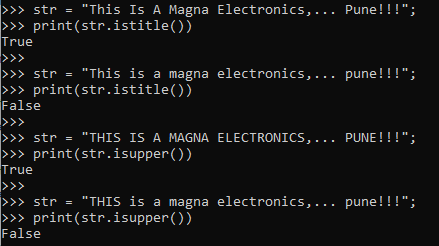 >>> str = "This Is A Magna Electronics,... Pune!!!";
>>> print(str.istitle())
True
>>>
>>> str = "This is a magna electronics,... pune!!!";
>>> print(str.istitle())
False
>>>
>>> str = "THIS IS A MAGNA ELECTRONICS,... PUNE!!!";
>>> print(str.isupper())
True
>>>
>>> str = "THIS is a magna electronics,... pune!!!";
>>> print(str.isupper())
False